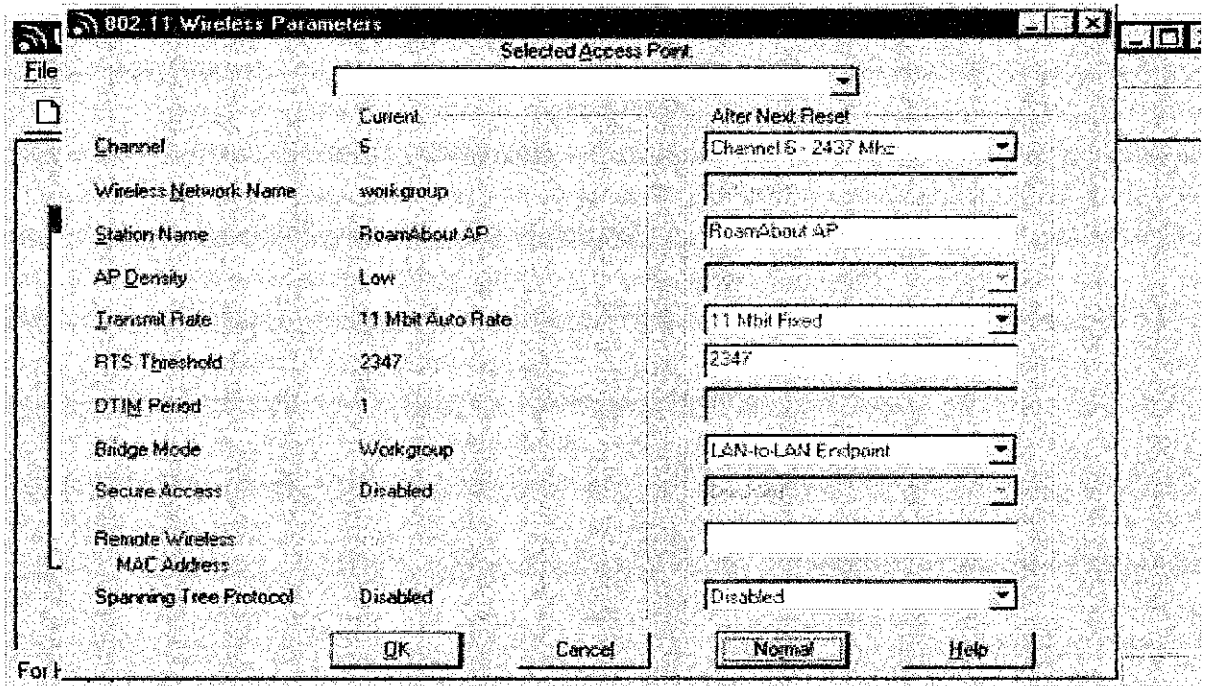 802.11 Wireless Parameters
File
Selected Access Point
Current
After Next Reset
Channel 6 Channel 6 - 2437 Mhz
Wireless Network Name workgroup
Station Name RoamAbout AP RoamAbout AP
AP Density Low
Transmit Rate 11 Mbit Auto Rate 11 Mbit Fixed
RTS Threshold 2347 2347
DTIM Period 1
Bridge Mode Workgroup LAN-to-LAN Endpoint
Secure Access Disabled
Remote Wireless
MAC Address
Spanning Tree Protocol Disabled Disabled
OK Cancel Normal Help
For